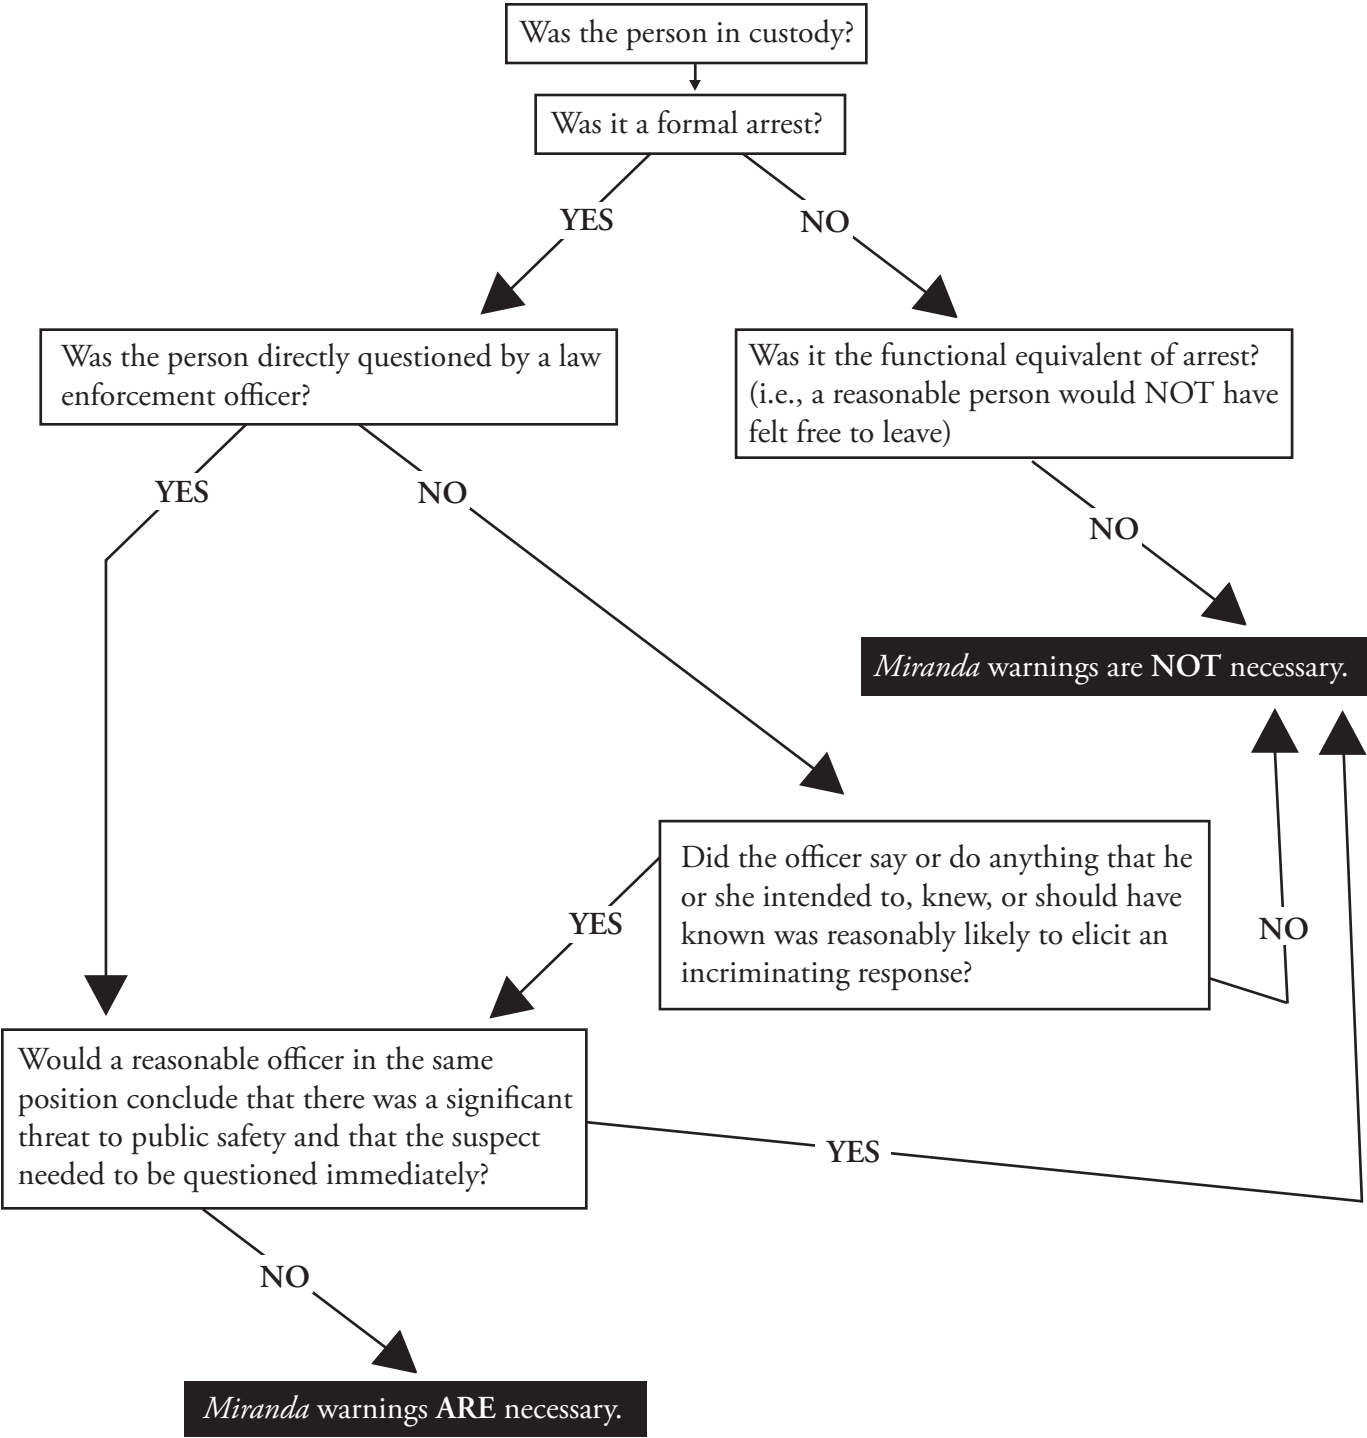 Was the person in custody?
Was it a formal arrest?
YES
NO
Was the person directly questioned by a law
enforcement officer?
Was it the functional equivalent of arrest?
(i.e., a reasonable person would NOT have
felt free to leave)
YES
NO
NO
Miranda warnings are NOT necessary.
Did the officer say or do anything that he
or she intended to, knew, or should have
known was reasonably likely to elicit an
incriminating response?
YES
NO
Would a reasonable officer in the same
position conclude that there was a significant
threat to public safety and that the suspect
needed to be questioned immediately?
YES
NO
Miranda warnings ARE necessary.